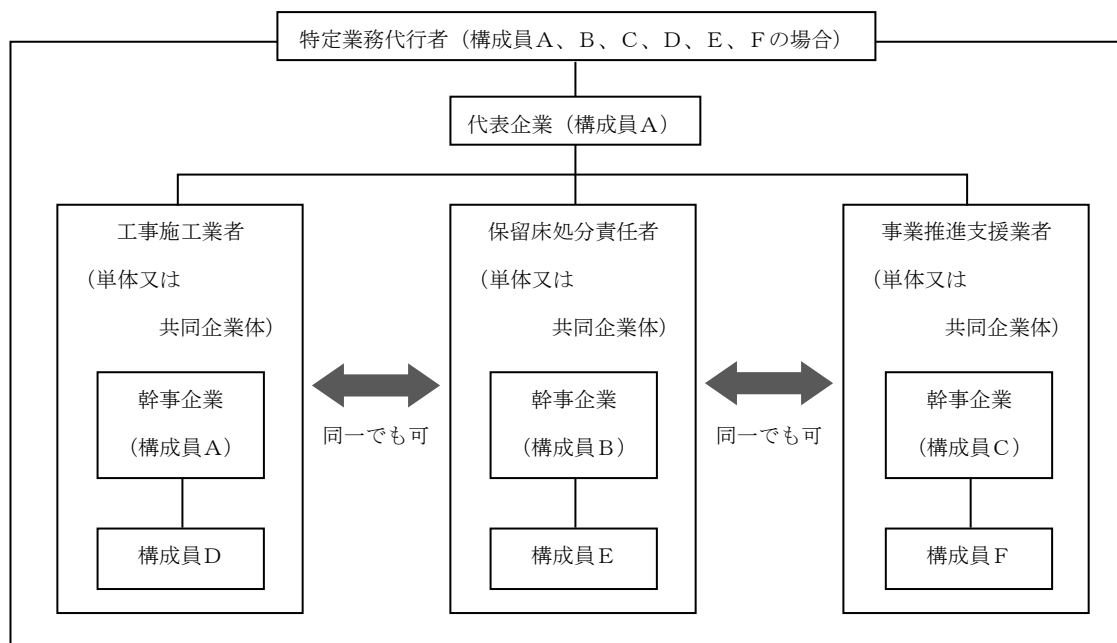 特定業務代行者（構成員Ａ、Ｂ、Ｃ、Ｄ、Ｅ、Ｆの場合）
代表企業（構成員Ａ）
工事施工業者
（単体又は
共同企業体）
幹事企業
（構成員Ａ）
構成員Ｄ
同一でも可
保留床処分責任者
（単体又は
共同企業体）
幹事企業
（構成員Ｂ）
構成員Ｅ
同一でも可
事業推進支援業者
（単体又は
共同企業体）
幹事企業
（構成員Ｃ）
構成員Ｆ